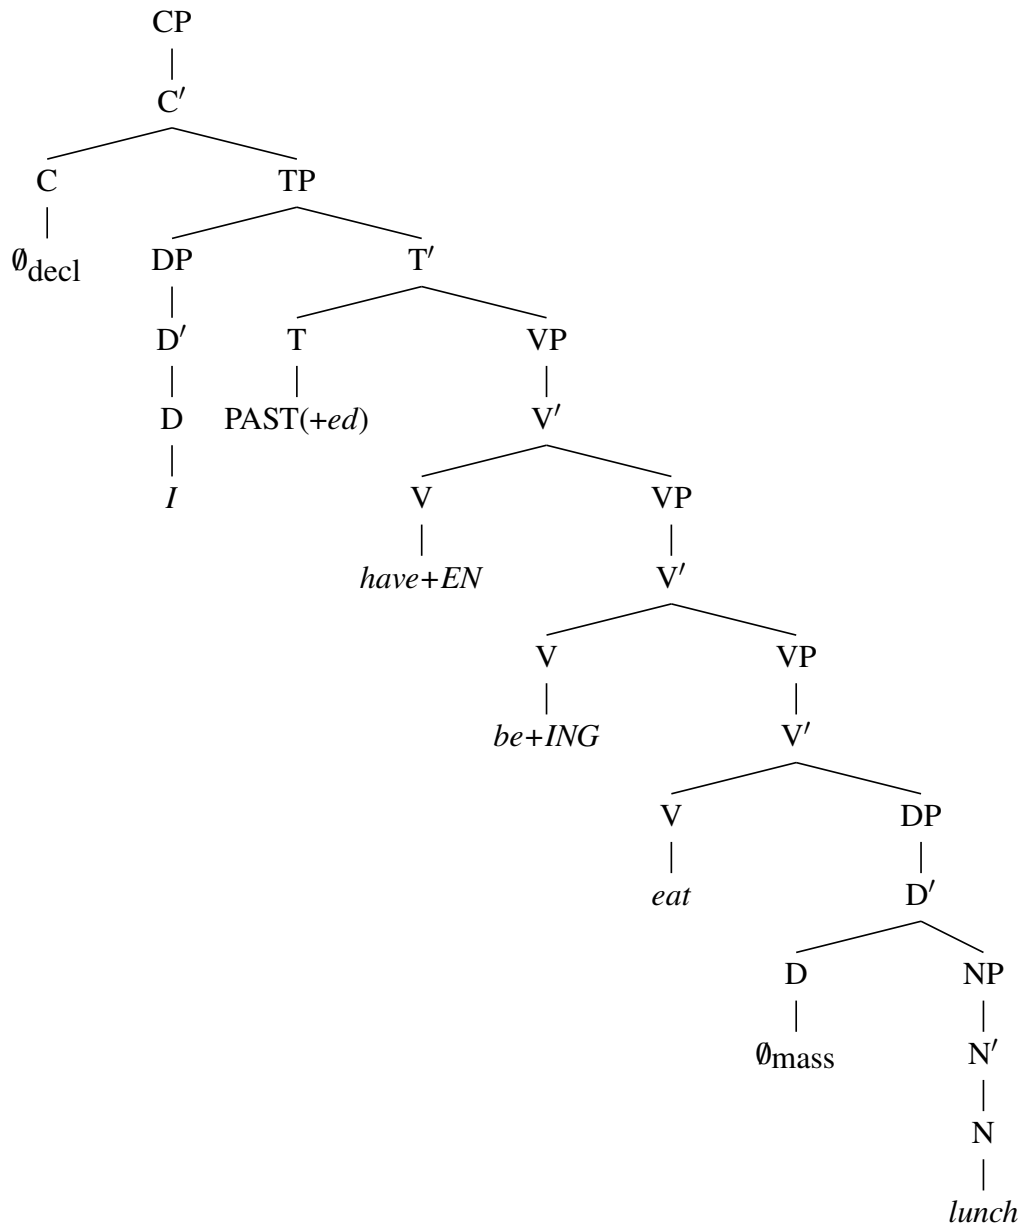 CP
C′
C TP
∅decl DP T′
D′ T VP
D PAST(+ed) V′
I V VP
have+EN V′
V VP
be+ING V′
V DP
eat D′
D NP
∅mass N′
N
lunch